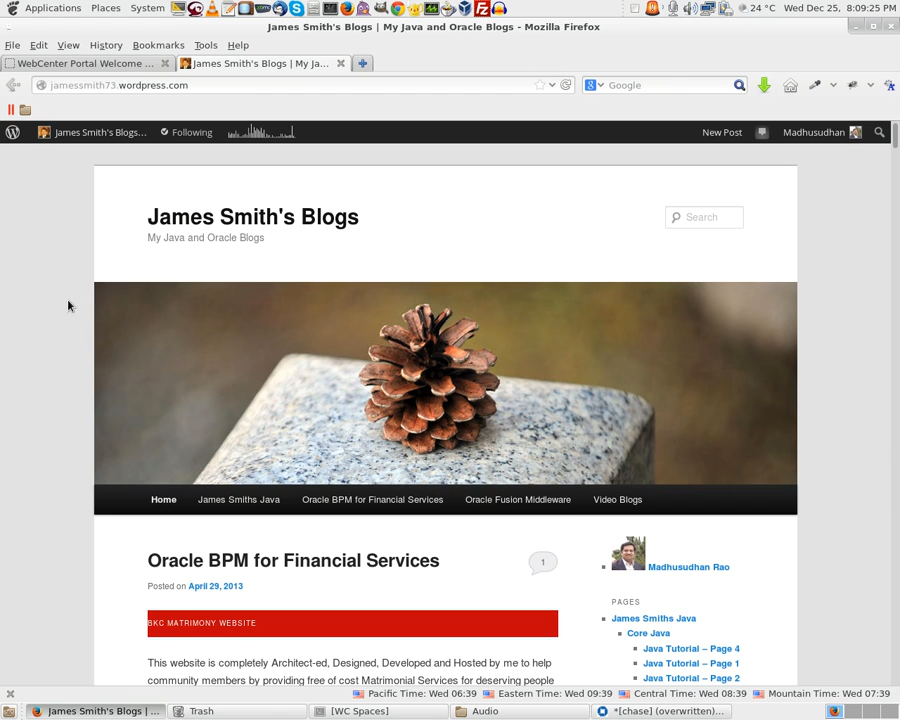 Applications Places System 24 °C Wed Dec 25, 8:09:25 PM
James Smith's Blogs | My Java and Oracle Blogs - Mozilla Firefox
File Edit View History Bookmarks Tools Help
WebCenter Portal Welcome ... James Smith's Blogs | My Ja...
jamessmith73.wordpress.com Google
James Smith's Blogs... Following New Post Madhusudhan
James Smith's Blogs
Search
My Java and Oracle Blogs
Home James Smiths Java Oracle BPM for Financial Services Oracle Fusion Middleware Video Blogs
Oracle BPM for Financial Services 1
Posted on April 29, 2013
BKC MATRIMONY WEBSITE
This website is completely Architect-ed, Designed, Developed and Hosted by me to help
community members by providing free of cost Matrimonial Services for deserving people
Madhusudhan Rao
PAGES
James Smiths Java
Core Java
Java Tutorial – Page 4
Java Tutorial – Page 1
Java Tutorial – Page 2
Pacific Time: Wed 06:39 Eastern Time: Wed 09:39 Central Time: Wed 08:39 Mountain Time: Wed 07:39
James Smith's Blogs | ... Trash [WC Spaces] Audio *[chase] (overwritten)...